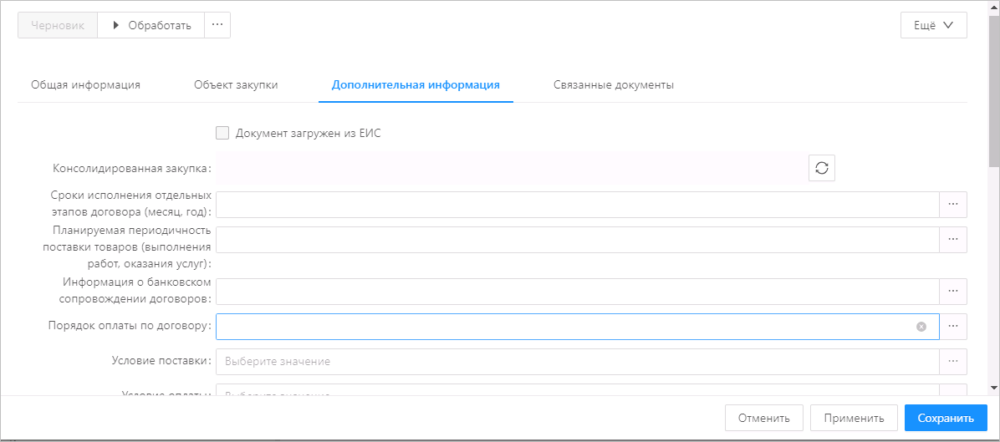 Черновик
Обработать
Ещё
Общая информация
Объект закупки
Дополнительная информация
Связанные документы
Документ загружен из ЕИС
Консолидированная закупка:
Сроки исполнения отдельных
этапов договора (месяц, год):
Планируемая периодичность
поставки товаров (выполнения
работ, оказания услуг):
Информация о банковском
сопровождении договоров:
Порядок оплаты по договору:
Условие поставки:
Выберите значение
Условие оплаты:
Выберите значение
Отменить
Применить
Сохранить